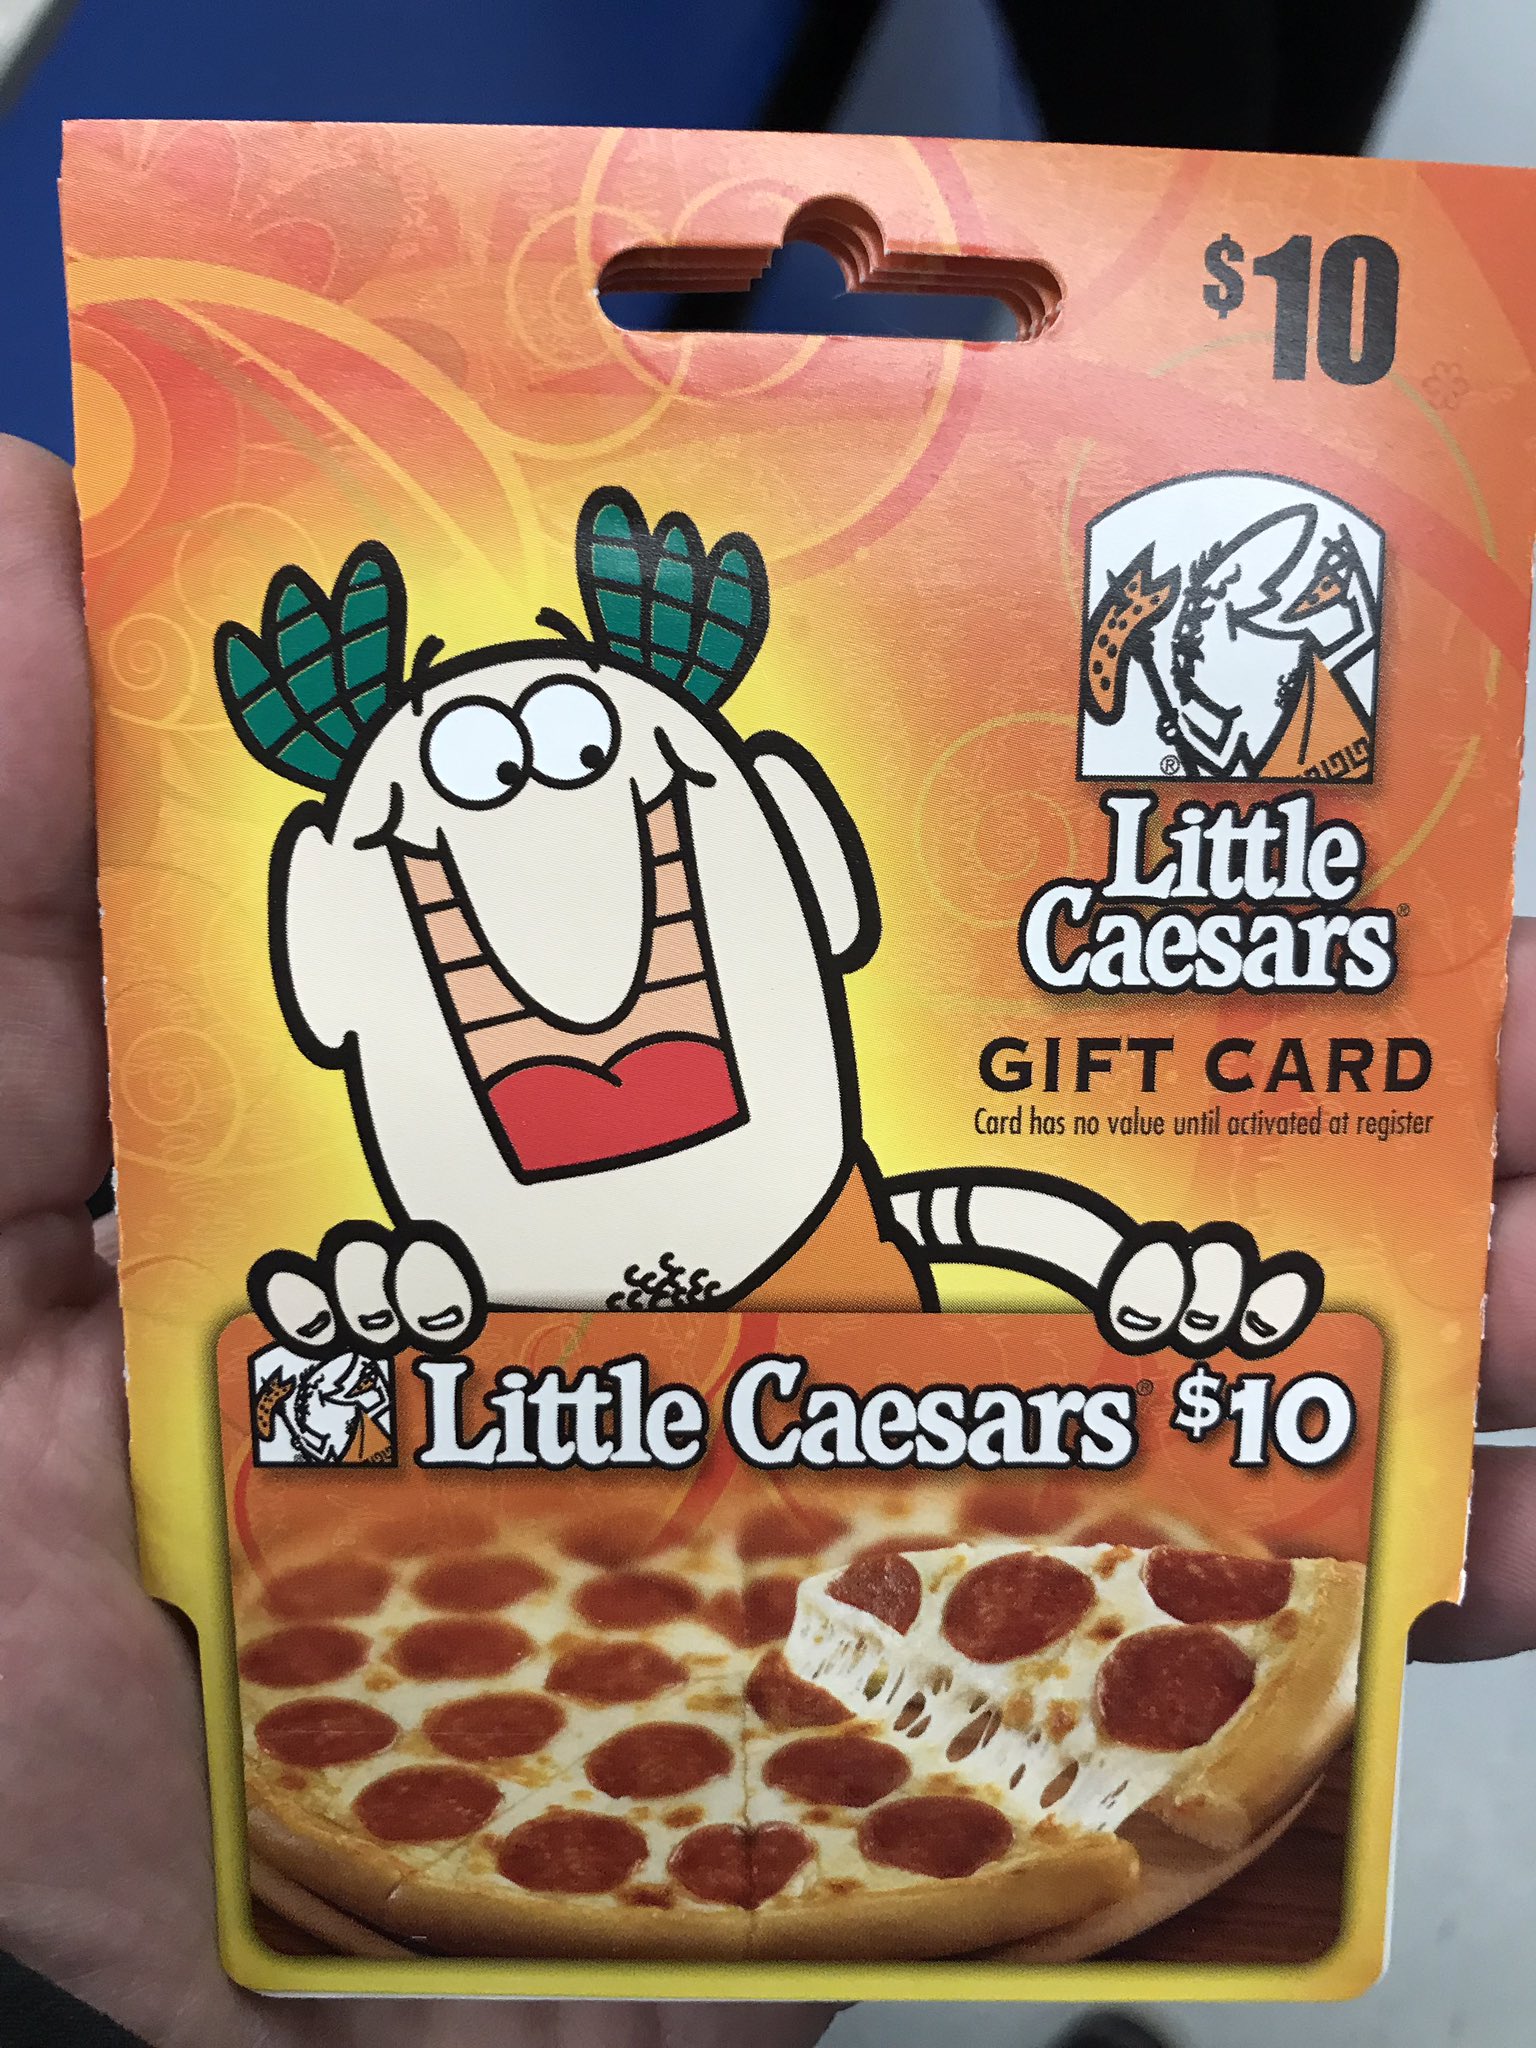 $10
Little
Caesars®
GIFT CARD
Card has no value until activated at register
Little Caesars® $10